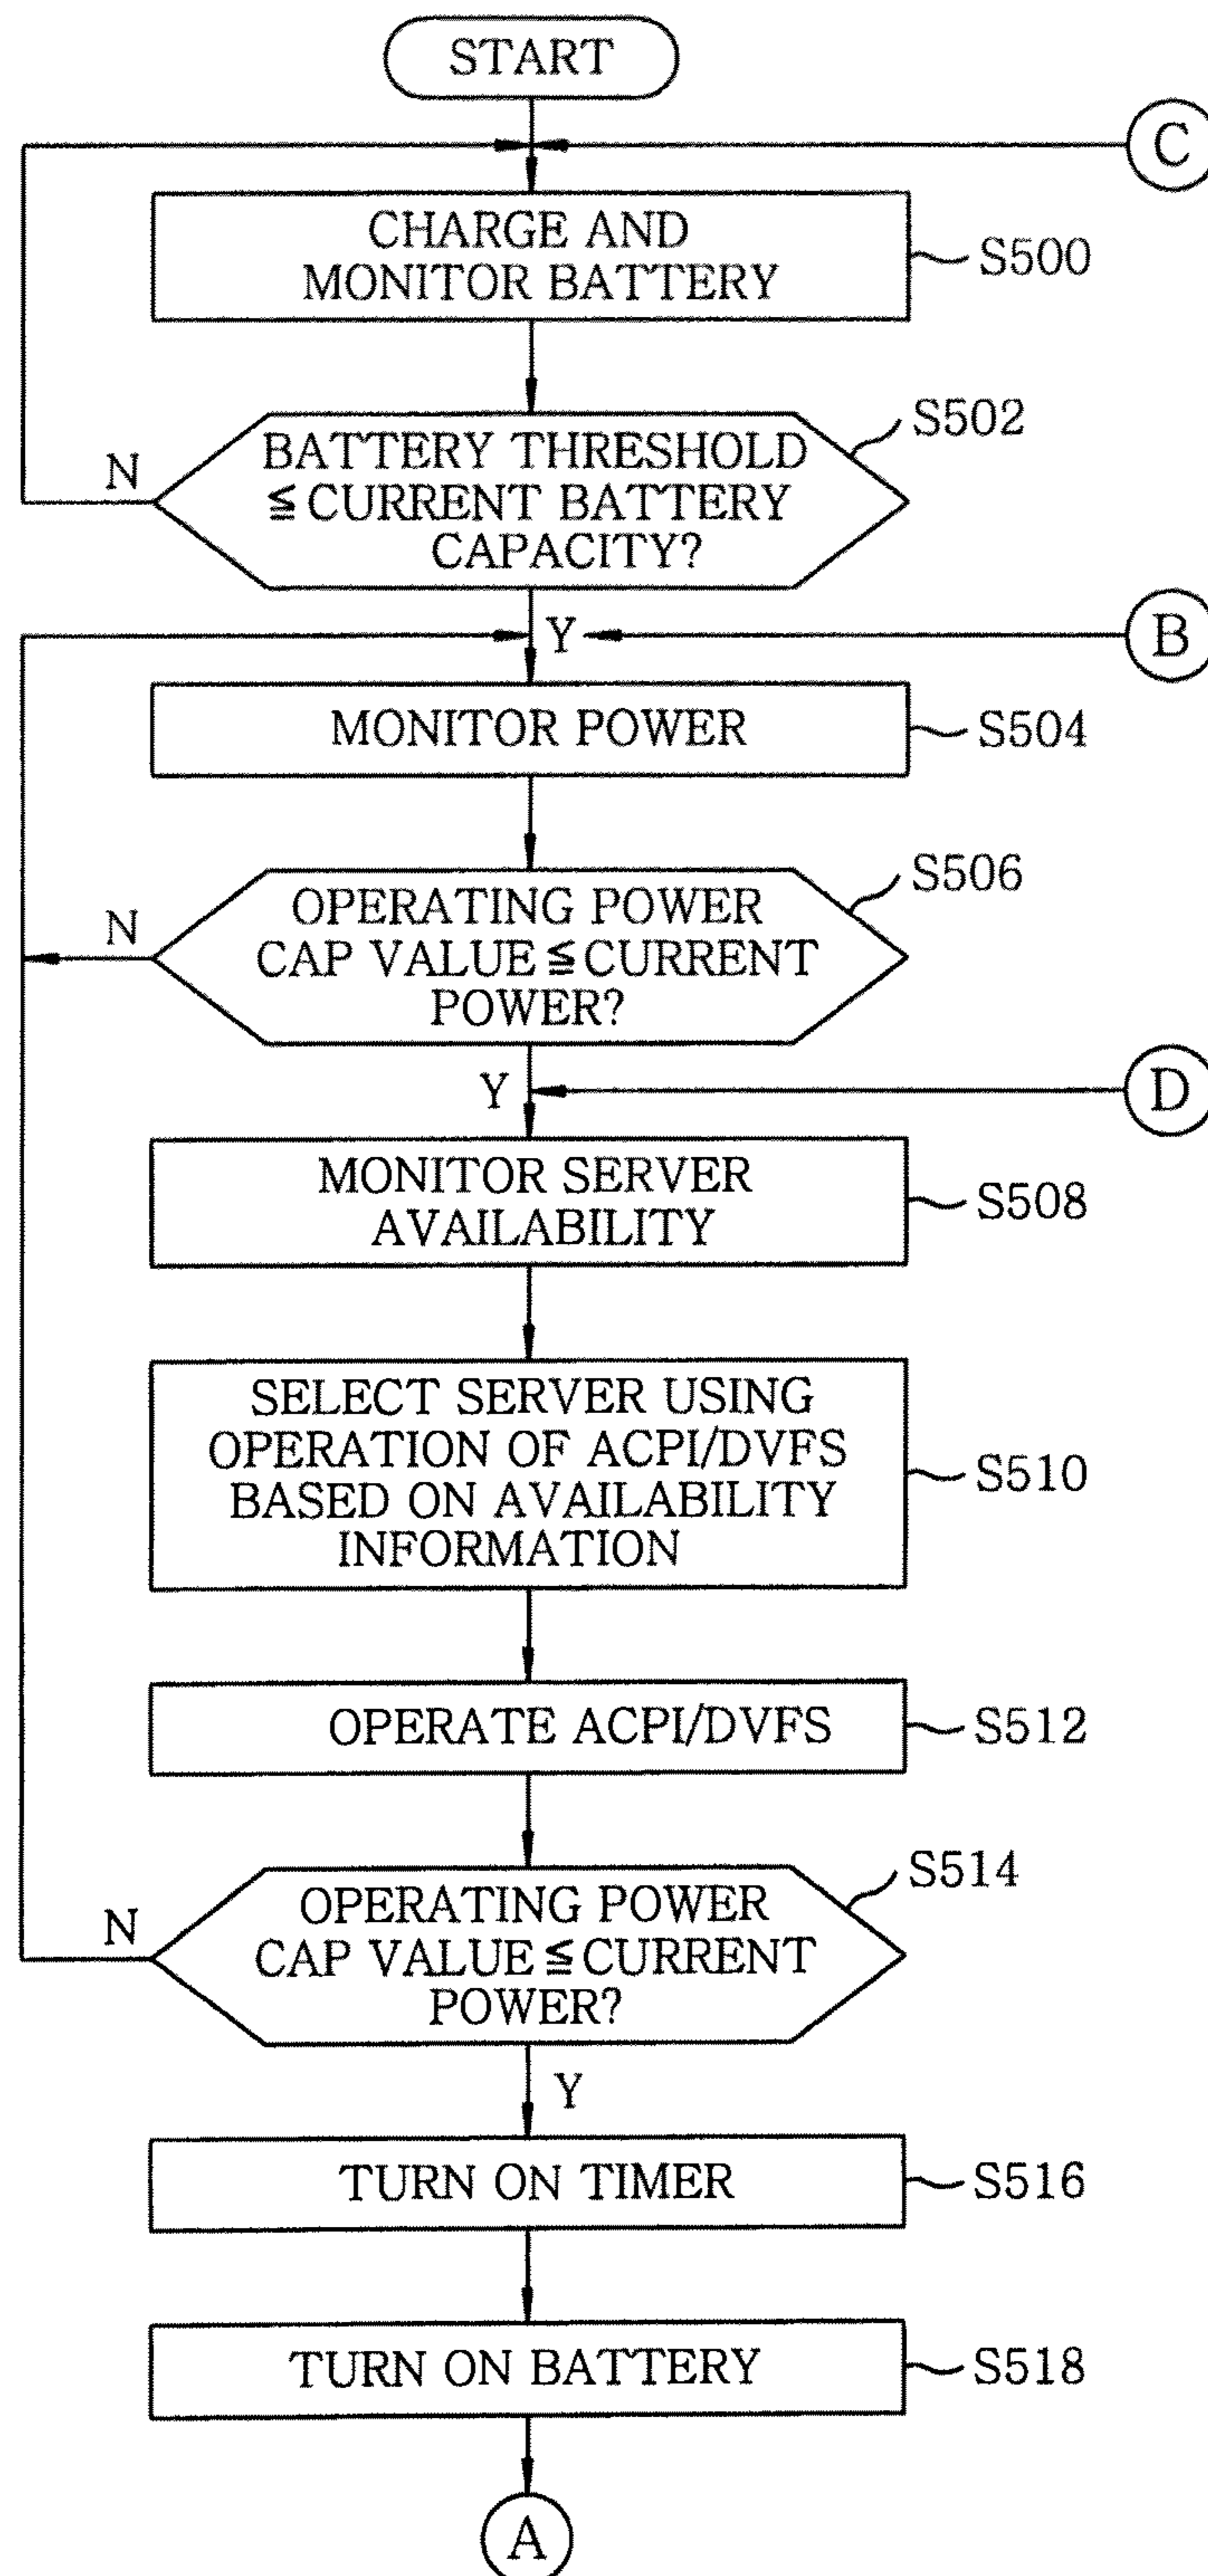 START
C
CHARGE AND
MONITOR BATTERY
S500
S502
BATTERY THRESHOLD
≦ CURRENT BATTERY
CAPACITY?
N
Y
B
MONITOR POWER
S504
S506
OPERATING POWER
CAP VALUE ≦ CURRENT
POWER?
N
Y
D
MONITOR SERVER
AVAILABILITY
S508
SELECT SERVER USING
OPERATION OF ACPI/DVFS
BASED ON AVAILABILITY
INFORMATION
S510
OPERATE ACPI/DVFS
S512
S514
OPERATING POWER
CAP VALUE ≦ CURRENT
POWER?
N
Y
TURN ON TIMER
S516
TURN ON BATTERY
S518
A